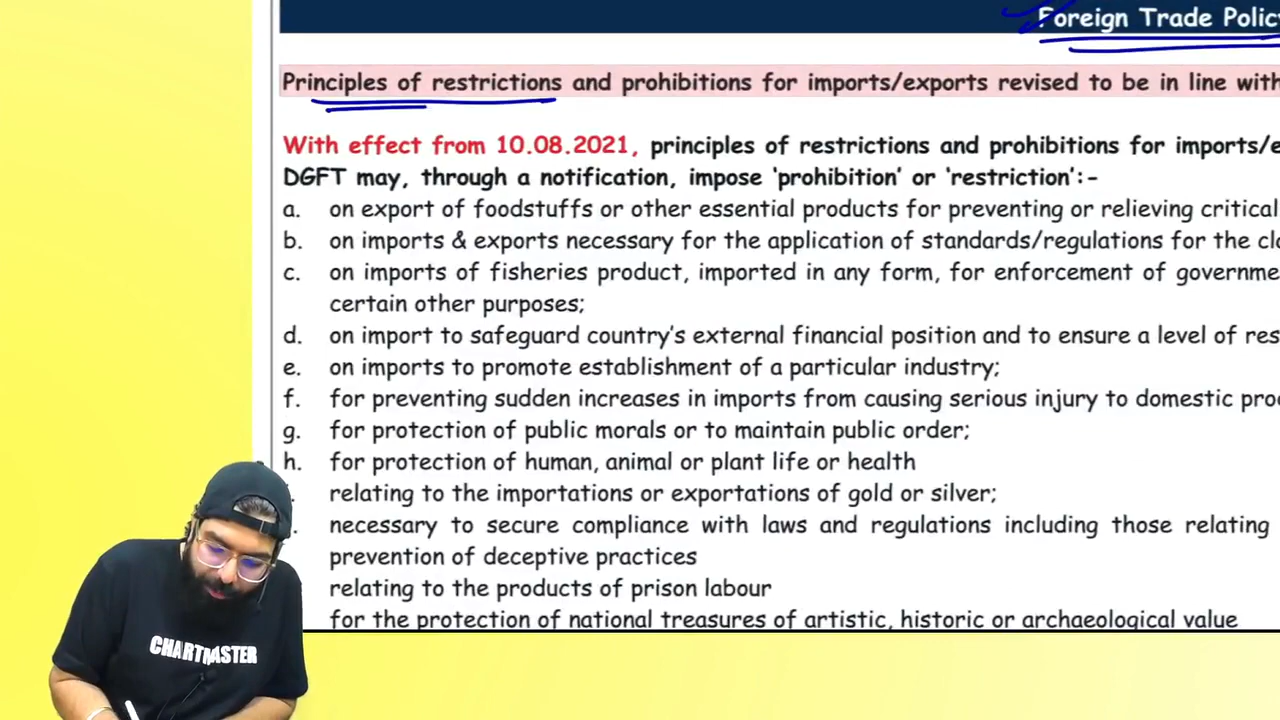 Foreign Trade Polic
Principles of restrictions and prohibitions for imports/exports revised to be in line with
With effect from 10.08.2021, principles of restrictions and prohibitions for imports/e
DGFT may, through a notification, impose ‘prohibition’ or ‘restriction’:-
a. on export of foodstuffs or other essential products for preventing or relieving critical
b. on imports & exports necessary for the application of standards/regulations for the cla
c. on imports of fisheries product, imported in any form, for enforcement of governme
certain other purposes;
d. on import to safeguard country's external financial position and to ensure a level of res
e. on imports to promote establishment of a particular industry;
f. for preventing sudden increases in imports from causing serious injury to domestic pro
g. for protection of public morals or to maintain public order;
h. for protection of human, animal or plant life or health
relating to the importations or exportations of gold or silver;
necessary to secure compliance with laws and regulations including those relating
prevention of deceptive practices
relating to the products of prison labour
for the protection of national treasures of artistic, historic or archaeological value
CHARTMASTER